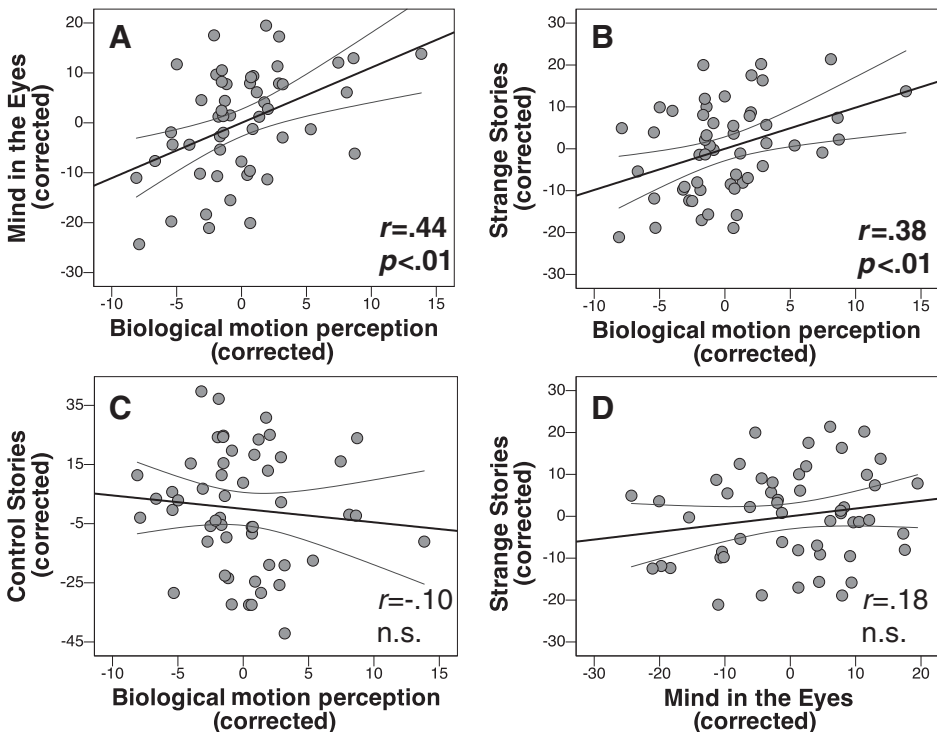 A
Mind in the Eyes
(corrected)
20
10
0
-10
-20
-30
r=.44
p<.01
-10
-5
0
5
10
15
Biological motion perception
(corrected)
B
Strange Stories
(corrected)
30
20
10
0
-10
-20
-30
r=.38
p<.01
-10
-5
0
5
10
15
Biological motion perception
(corrected)
C
Control Stories
(corrected)
35
15
-5
-25
-45
r=-.10
n.s.
-10
-5
0
5
10
15
Biological motion perception
(corrected)
D
Strange Stories
(corrected)
30
20
10
0
-10
-20
-30
r=.18
n.s.
-30
-20
-10
0
10
20
Mind in the Eyes
(corrected)